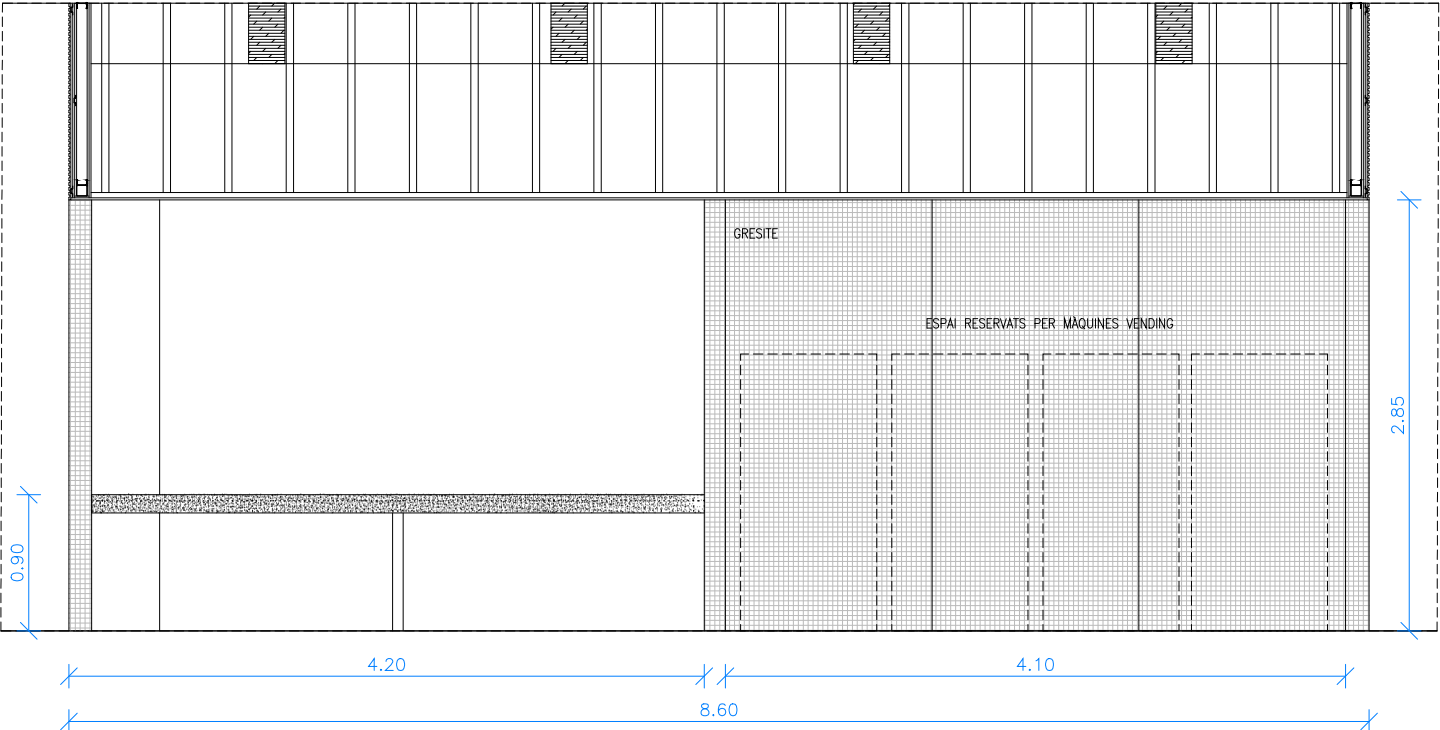 GRESITE
ESPAI RESERVATS PER MÀQUINES VENDING
2.85
0.90
4.20
4.10
8.60